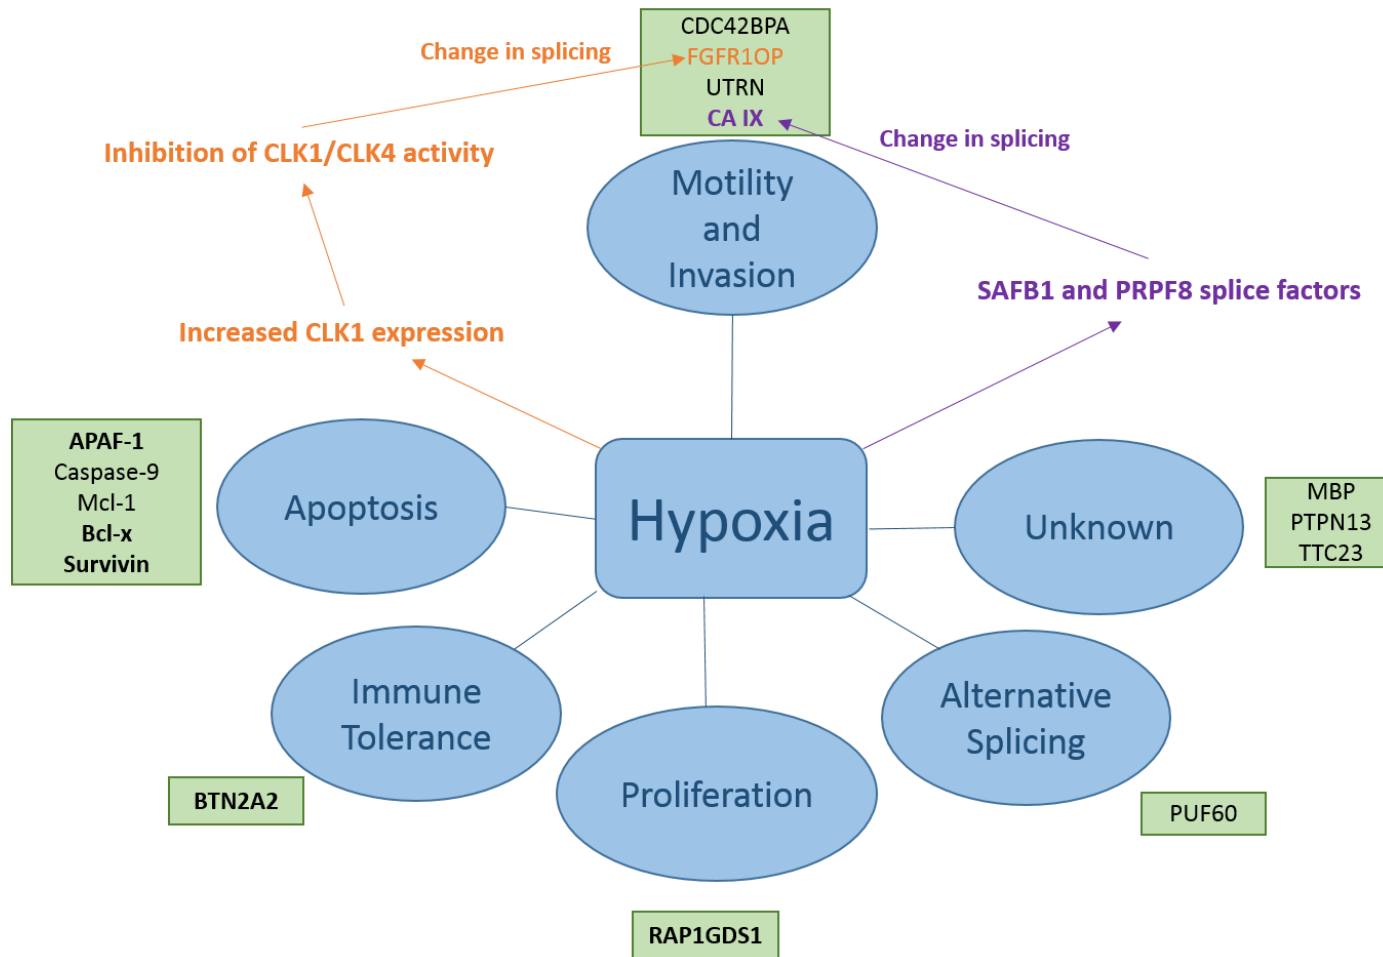 CDC42BPA
FGFR1OP
UTRN
CA IX
Change in splicing
Change in splicing
Inhibition of CLK1/CLK4 activity
Motility
and
Invasion
SAFB1 and PRPF8 splice factors
Increased CLK1 expression
APAF-1
Caspase-9
Mcl-1
Bcl-x
Survivin
Apoptosis
Hypoxia
Unknown
MBP
PTPN13
TTC23
Immune
Tolerance
Alternative
Splicing
Proliferation
BTN2A2
PUF60
RAP1GDS1